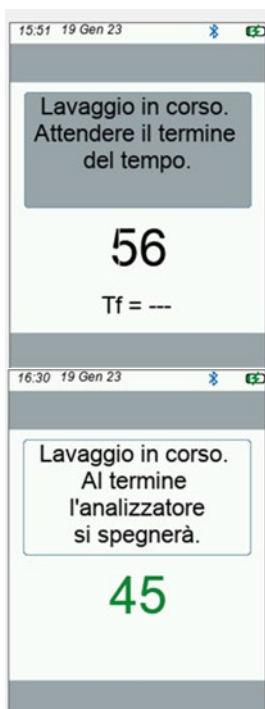 15:51 19 Gen 23
Lavaggio in corso.
Attendere il termine
del tempo.
56
Tf = ---
16:30 19 Gen 23
Lavaggio in corso.
Al termine
l'analizzatore
si spegnerà.
45